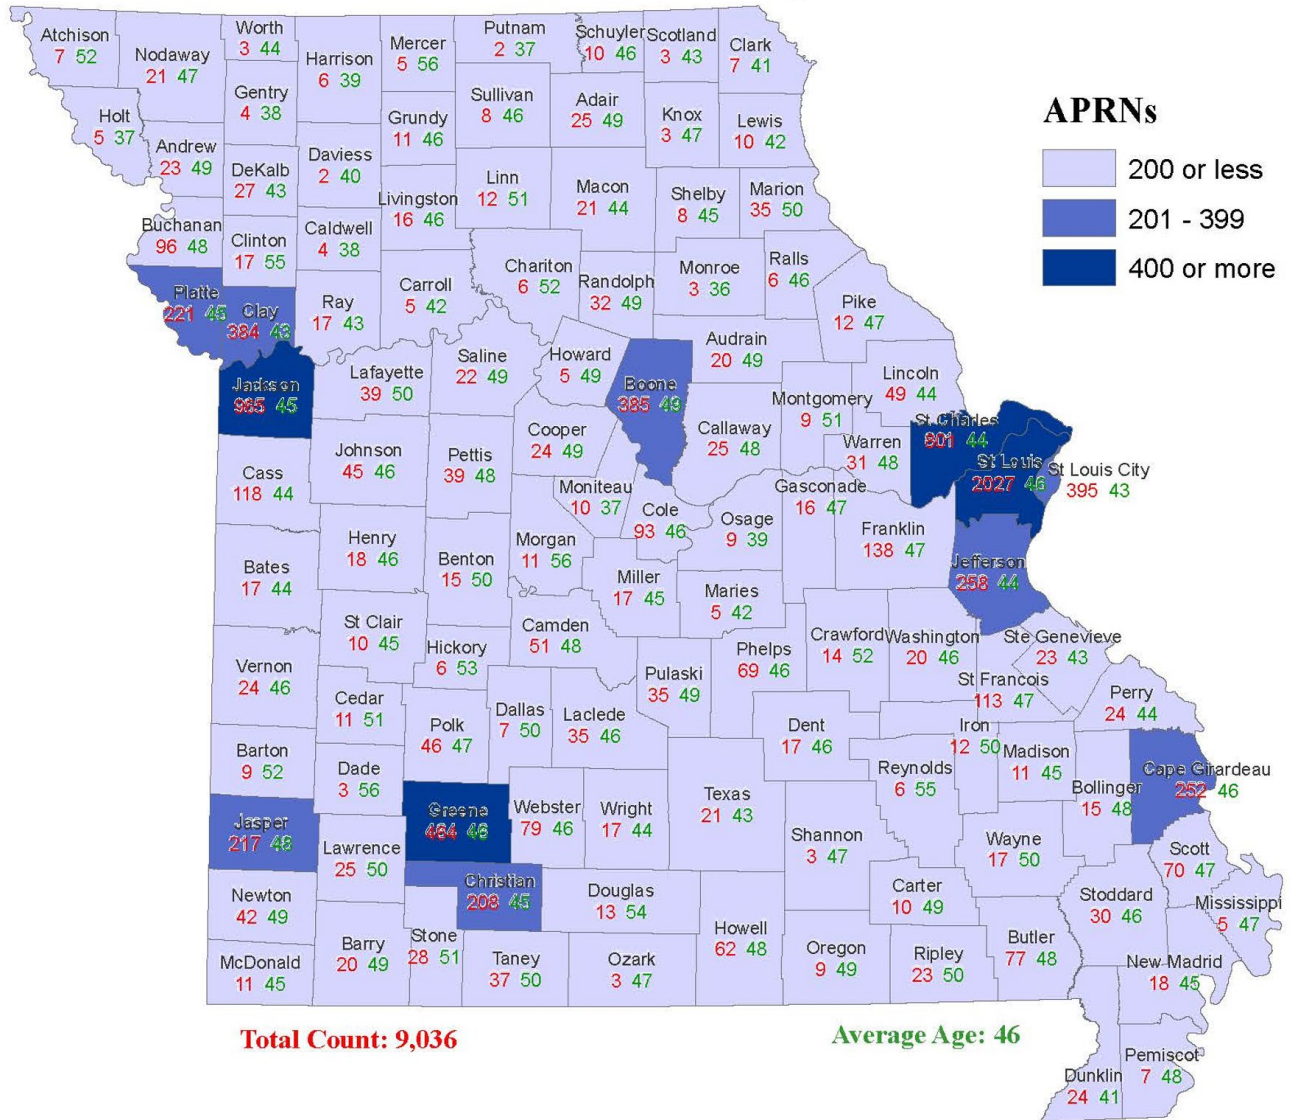 Atchison
7 52
Nodaway
21 47
Worth
3 44
Harrison
6 39
Mercer
5 56
Putnam
2 37
Schuyler
10 46
Scotland
3 43
Clark
7 41
Holt
5 37
Andrew
23 49
Gentry
4 38
DeKalb
27 43
Daviess
2 40
Grundy
11 46
Sullivan
8 46
Adair
25 49
Knox
3 47
Lewis
10 42
APRNs
200 or less
201 - 399
400 or more
Livingston
16 46
Linn
12 51
Macon
21 44
Shelby
8 45
Marion
35 50
Buchanan
96 48
Clinton
17 55
Caldwell
4 38
Carroll
5 42
Chariton
6 52
Randolph
32 49
Monroe
3 36
Ralls
6 46
Pike
12 47
Platte
221 45
Clay
384 43
Ray
17 43
Jackson
985 45
Lafayette
39 50
Saline
22 49
Howard
5 49
Boone
385 49
Audrain
20 49
Montgomery
9 51
Lincoln
49 44
Callaway
25 48
Warren
31 48
St Charles
801 44
St Louis
2027 46
St Louis City
395 43
Cass
118 44
Johnson
45 46
Pettis
39 48
Cooper
24 49
Moniteau
10 37
Cole
93 46
Osage
9 39
Gasconade
16 47
Franklin
138 47
Jefferson
258 44
Bates
17 44
Henry
18 46
Benton
15 50
Morgan
11 56
Miller
17 45
Maries
5 42
St Clair
10 45
Hickory
6 53
Camden
51 48
Pulaski
35 49
Phelps
69 46
Crawford
14 52
Washington
20 46
Ste Genevieve
23 43
St Francois
113 47
Perry
24 44
Vernon
24 46
Cedar
11 51
Polk
46 47
Dallas
7 50
Laclede
35 46
Dent
17 46
Iron
12 50
Madison
11 45
Reynolds
6 55
Bollinger
15 48
Cape Girardeau
252 46
Barton
9 52
Dade
3 56
Greene
464 46
Webster
79 46
Wright
17 44
Texas
21 43
Shannon
3 47
Wayne
17 50
Scott
70 47
Jasper
217 48
Lawrence
25 50
Christian
208 45
Douglas
13 54
Howell
62 48
Carter
10 49
Stoddard
30 46
Mississippi
5 47
Newton
42 49
McDonald
11 45
Barry
20 49
Stone
28 51
Taney
37 50
Ozark
3 47
Oregon
9 49
Ripley
23 50
Butler
77 48
New Madrid
18 45
Pemiscot
7 48
Dunklin
24 41
Total Count: 9,036
Average Age: 46